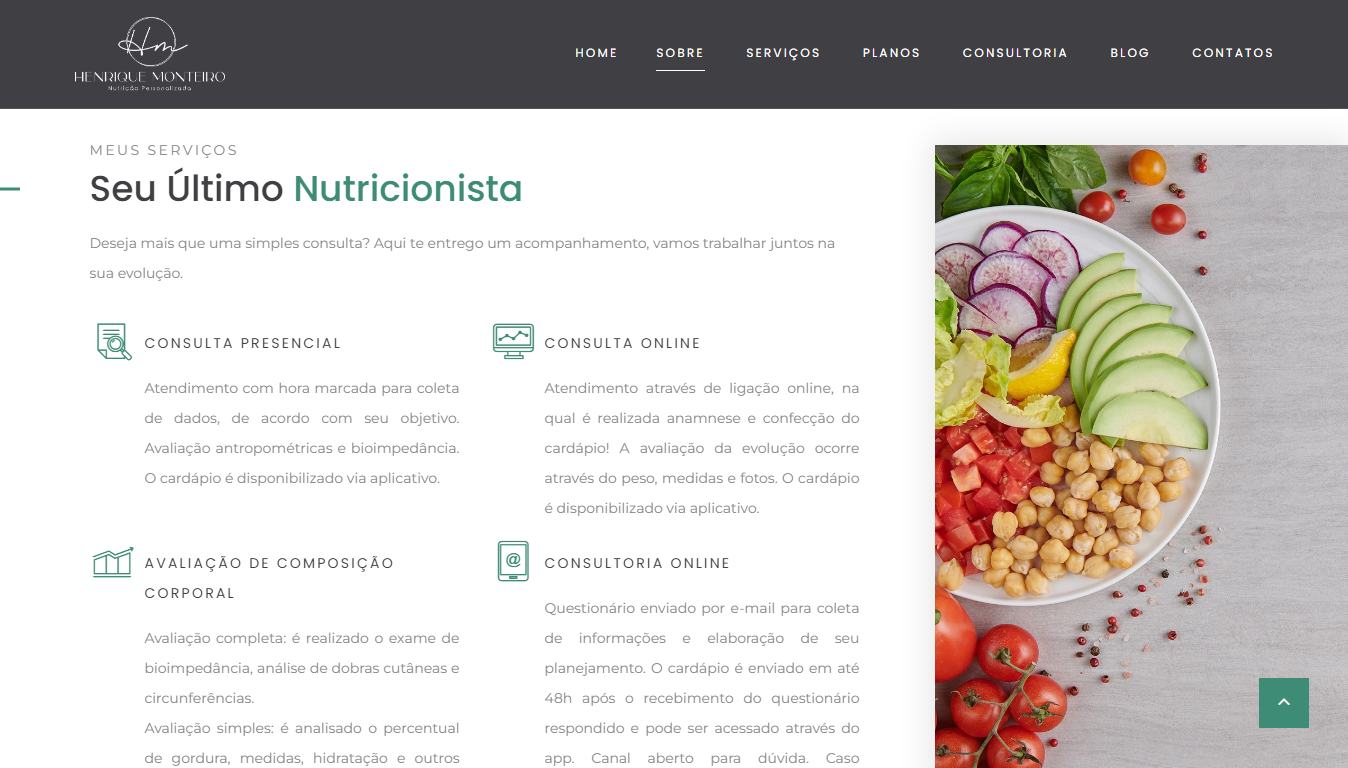 Hm
HENRIQUE MONTEIRO
Nutrição Personalizada
HOME SOBRE SERVIÇOS PLANOS CONSULTORIA BLOG CONTATOS
MEUS SERVIÇOS
Seu Último Nutricionista
Deseja mais que uma simples consulta? Aqui te entrego um acompanhamento, vamos trabalhar juntos na
sua evolução.
CONSULTA PRESENCIAL
Atendimento com hora marcada para coleta
de dados, de acordo com seu objetivo.
Avaliação antropométricas e bioimpedância.
O cardápio é disponibilizado via aplicativo.
CONSULTA ONLINE
Atendimento através de ligação online, na
qual é realizada anamnese e confecção do
cardápio! A avaliação da evolução ocorre
através do peso, medidas e fotos. O cardápio
é disponibilizado via aplicativo.
AVALIAÇÃO DE COMPOSIÇÃO
CORPORAL
Avaliação completa: é realizado o exame de
bioimpedância, análise de dobras cutâneas e
circunferências.
Avaliação simples: é analisado o percentual
de gordura, medidas, hidratação e outros
@
CONSULTORIA ONLINE
Questionário enviado por e-mail para coleta
de informações e elaboração de seu
planejamento. O cardápio é enviado em até
48h após o recebimento do questionário
respondido e pode ser acessado através do
app. Canal aberto para dúvida. Caso